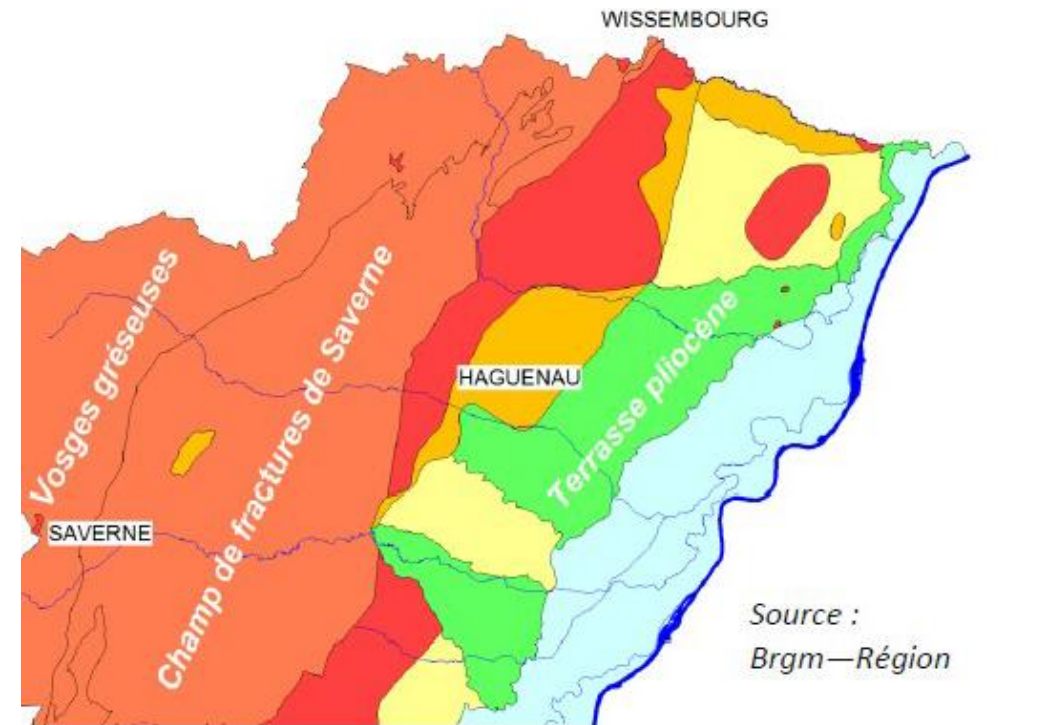 WISSEMBOURG
Vosges gréseuses
Champ de fractures de Saverne
HAGUENAU
Terrasse pliocène
SAVERNE
Source :
Brgm—Région